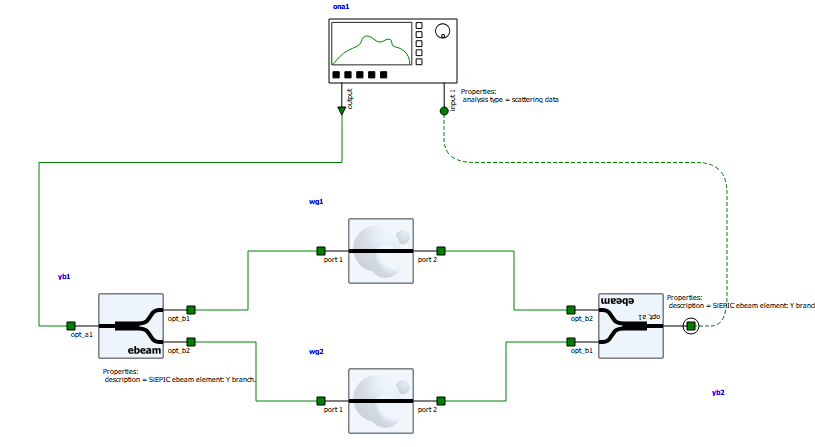 ona1
output
input 1
Properties:
analysis type = scattering data
wg1
port 1
port 2
yb1
opt_a1
opt_b1
opt_b2
ebeam
Properties:
description = SIEPIC ebeam element: Y branch.
wg2
port 1
port 2
ebeam
opt_a1
opt_b2
opt_b1
Properties:
description = SIEPIC ebeam element: Y branc
yb2